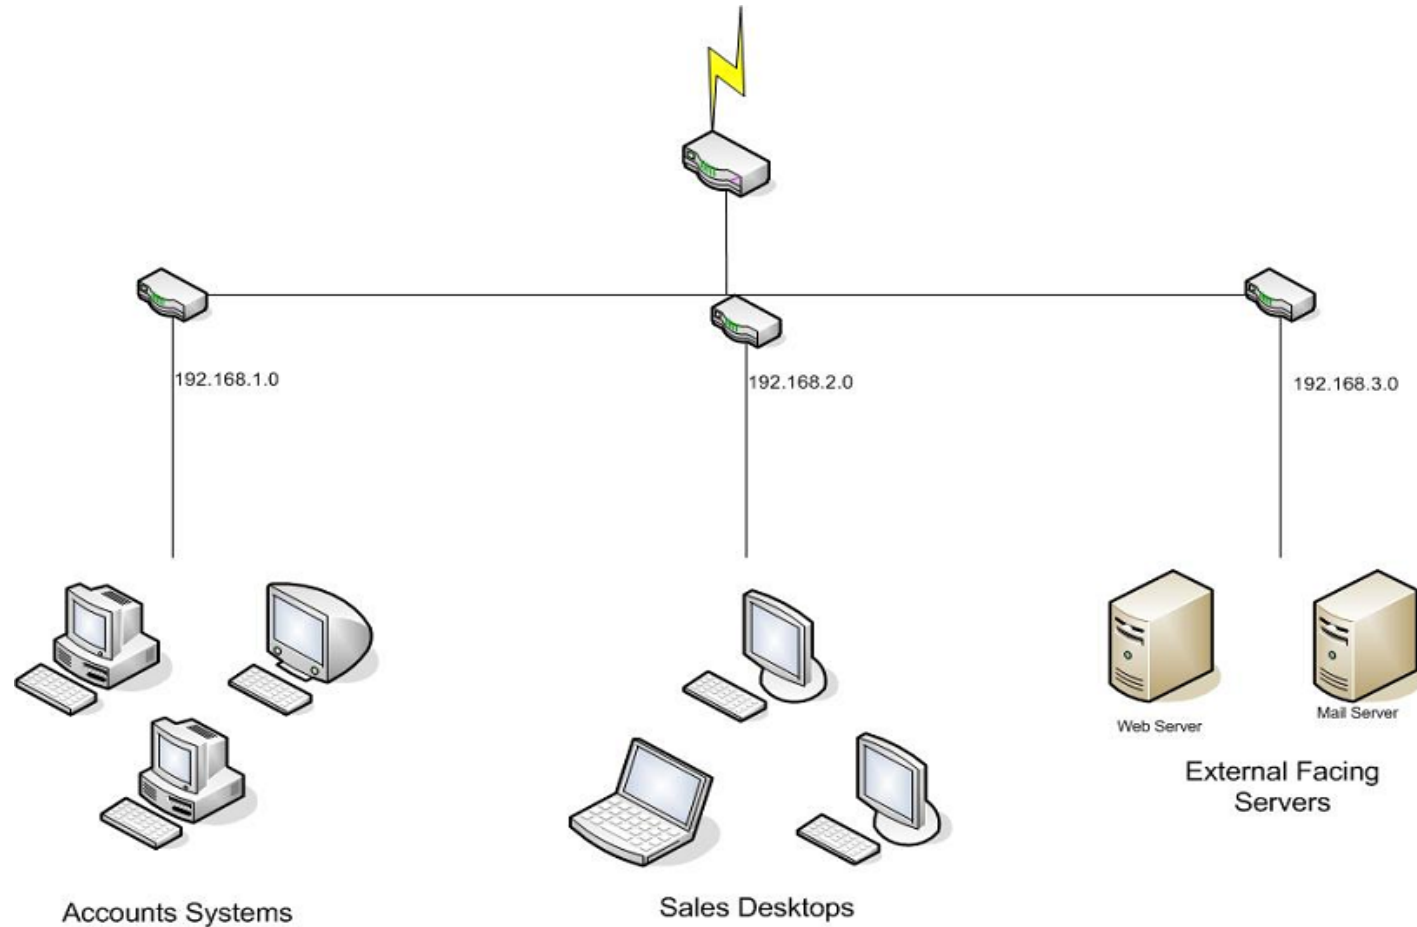 192.168.1.0
192.168.2.0
192.168.3.0
Web Server
Mail Server
External Facing
Servers
Accounts Systems
Sales Desktops